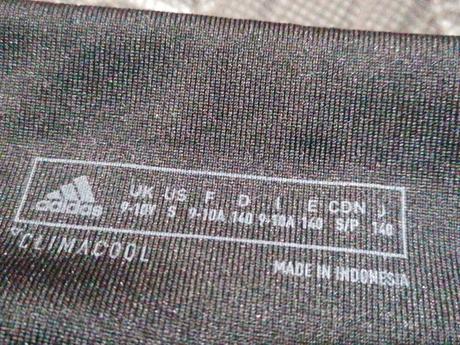 adidas
UK US F D I E CDN J
9-10Y S 9-10A 140 9-10A 140 S/P 140
CLIMACOOL
MADE IN INDONESIA